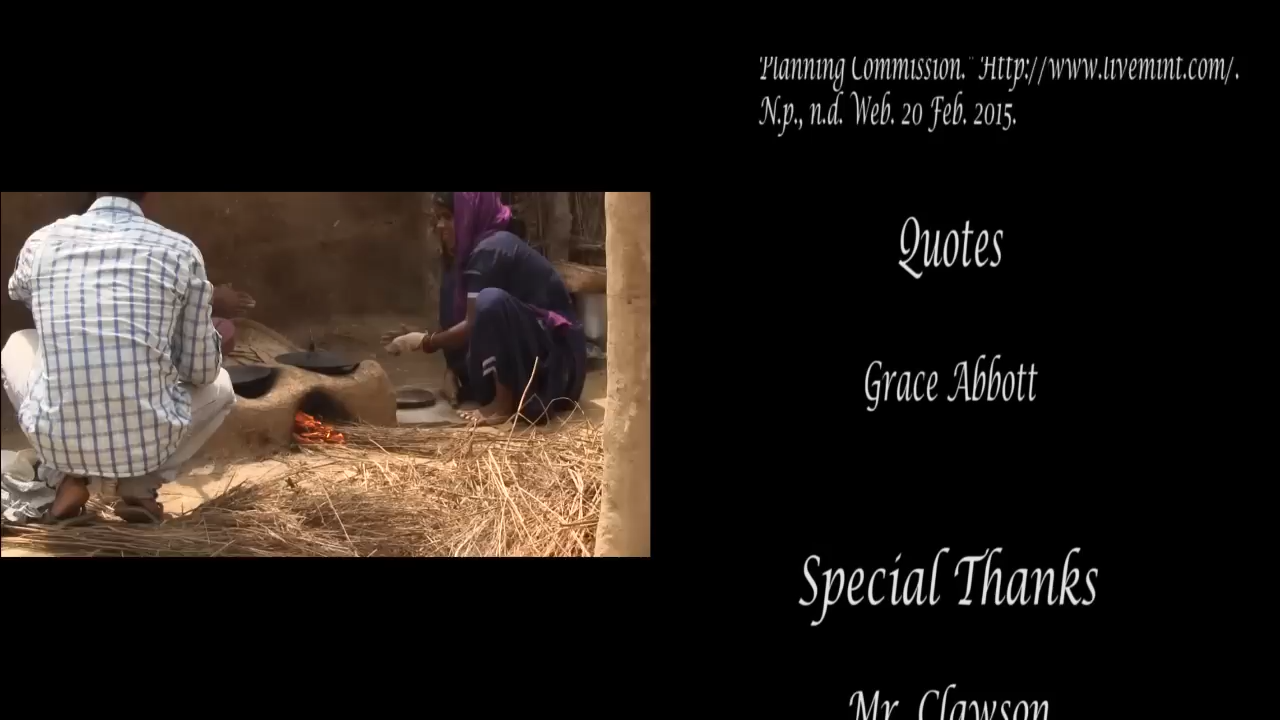 Planning Commission." Http://www.livemint.com/.
N.p., n.d. Web. 20 Feb. 2015.
Quotes
Grace Abbott
Special Thanks
Mr. Clawson